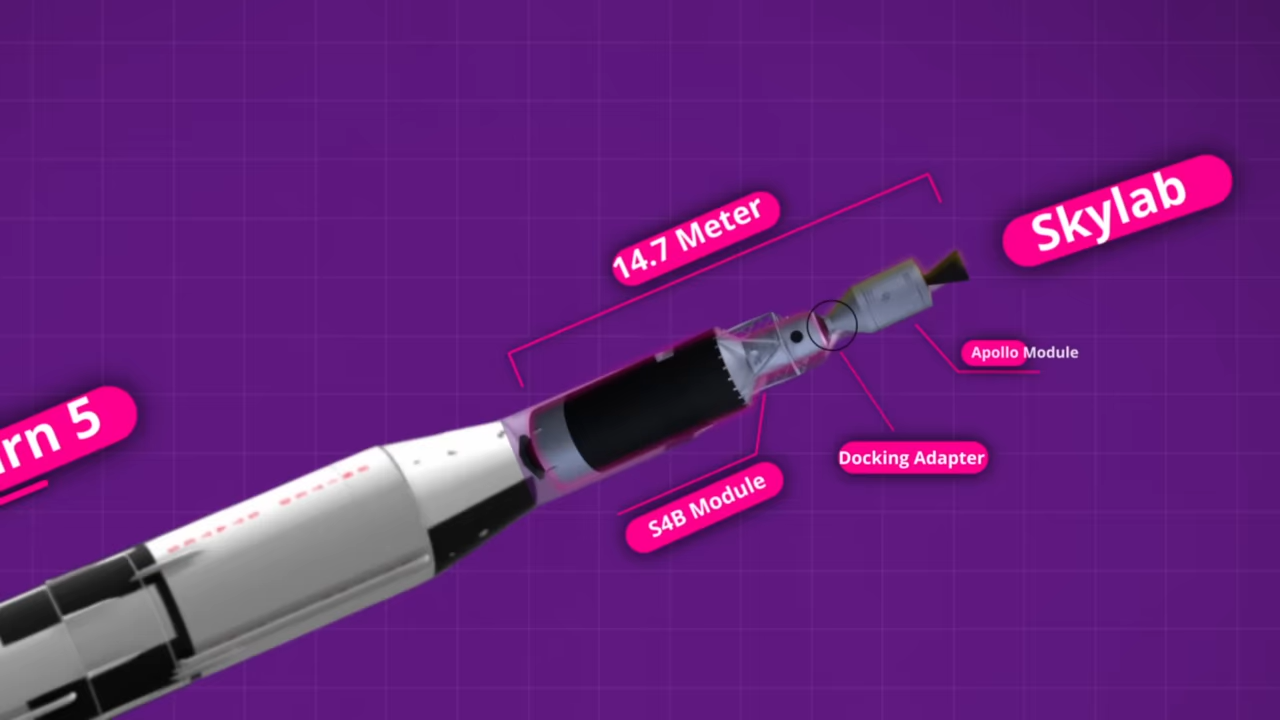 Skylab
14.7 Meter
Apollo Module
rn 5
Docking Adapter
S4B Module